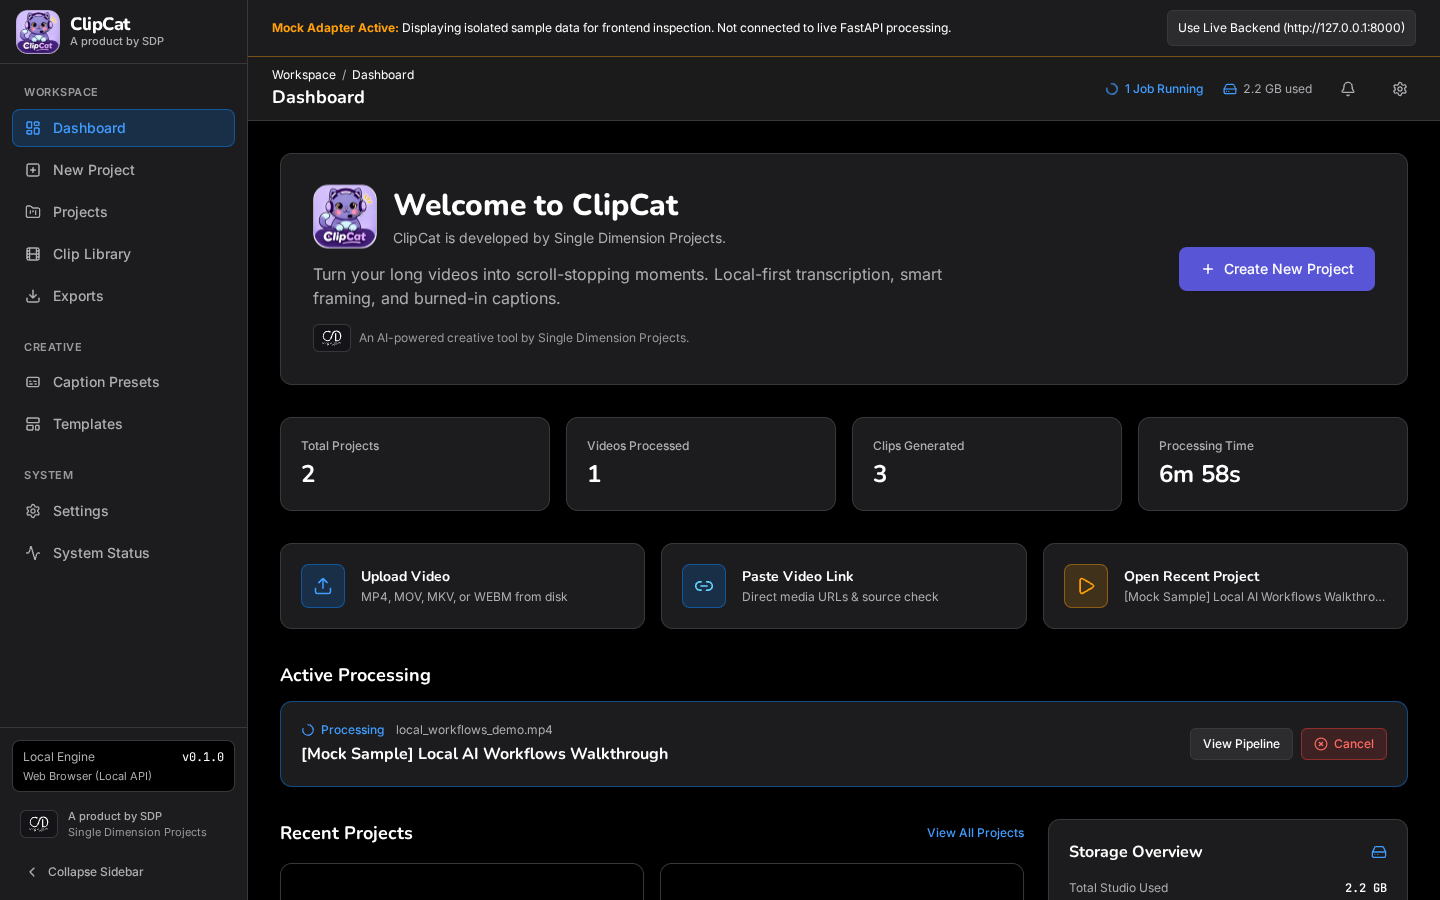 ClipCat
ClipCat
A product by SDP
WORKSPACE
Dashboard
New Project
Projects
Clip Library
Exports
CREATIVE
Caption Presets
Templates
SYSTEM
Settings
System Status
Local Engine v0.1.0
Web Browser (Local API)
A product by SDP
Single Dimension Projects
Collapse Sidebar
Mock Adapter Active: Displaying isolated sample data for frontend inspection. Not connected to live FastAPI processing.
Use Live Backend (http://127.0.0.1:8000)
Workspace / Dashboard
Dashboard
1 Job Running
2.2 GB used
ClipCat
Welcome to ClipCat
ClipCat is developed by Single Dimension Projects.
Turn your long videos into scroll-stopping moments. Local-first transcription, smart
framing, and burned-in captions.
An AI-powered creative tool by Single Dimension Projects.
Create New Project
Total Projects
2
Videos Processed
1
Clips Generated
3
Processing Time
6m 58s
Upload Video
MP4, MOV, MKV, or WEBM from disk
Paste Video Link
Direct media URLs & source check
Open Recent Project
[Mock Sample] Local AI Workflows Walkthro...
Active Processing
Processing local_workflows_demo.mp4
[Mock Sample] Local AI Workflows Walkthrough
View Pipeline
Cancel
Recent Projects
View All Projects
Storage Overview
Total Studio Used 2.2 GB